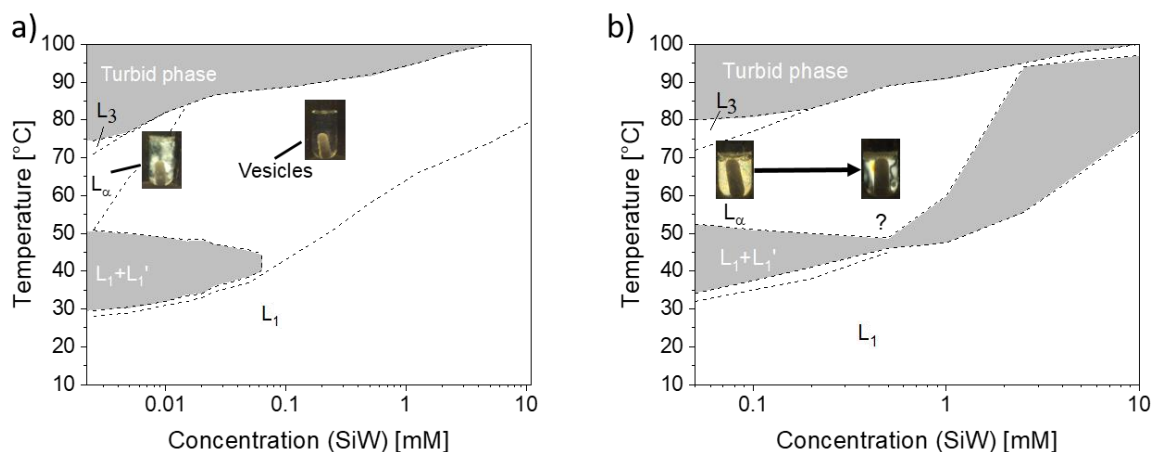 a)
Temperature [°C]
100
90
80
70
60
50
40
30
20
10
Turbid phase
L₃
Lα
Vesicles
L₁+L₁'
L₁
0.01 0.1 1 10
Concentration (SiW) [mM]
b)
Temperature [°C]
100
90
80
70
60
50
40
30
20
10
Turbid phase
L₃
Lα
?
L₁+L₁'
L₁
0.1 1 10
Concentration (SiW) [mM]